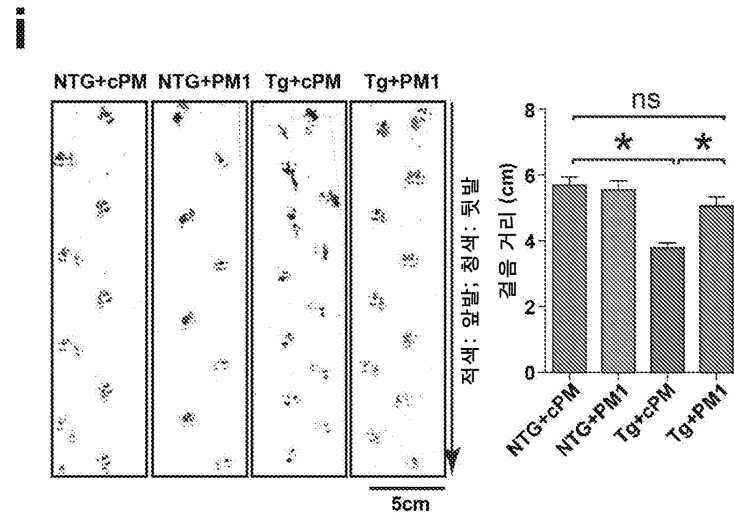 i
NTG+cPM NTG+PM1 Tg+cPM Tg+PM1
적색: 앞발; 청색: 뒷발
5cm
걸음 거리 (cm)
8
6
4
2
0
ns
* *
NTG+cPM
NTG+PM1
Tg+cPM
Tg+PM1